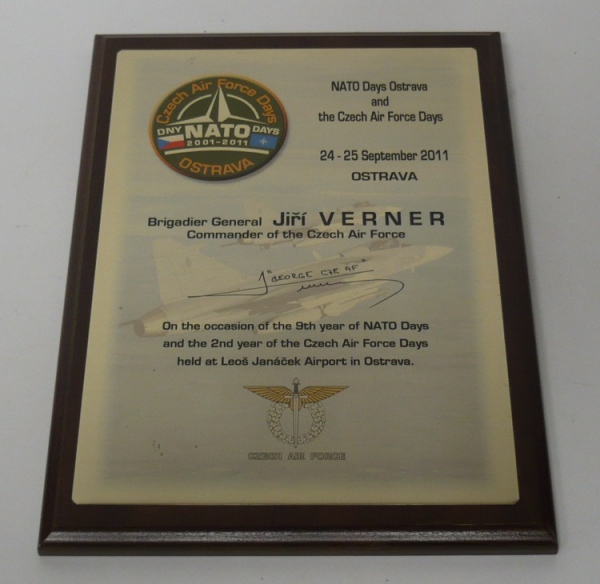 Czech Air Force Days
DNY NATO DAYS
2001-2011
OSTRAVA
NATO Days Ostrava
and
the Czech Air Force Days
24 - 25 September 2011
OSTRAVA
Brigadier General Jiří VERNER
Commander of the Czech Air Force
"GEORGE CZE AF"
On the occasion of the 9th year of NATO Days
and the 2nd year of the Czech Air Force Days
held at Leoš Janáček Airport in Ostrava.
CZECH AIR FORCE